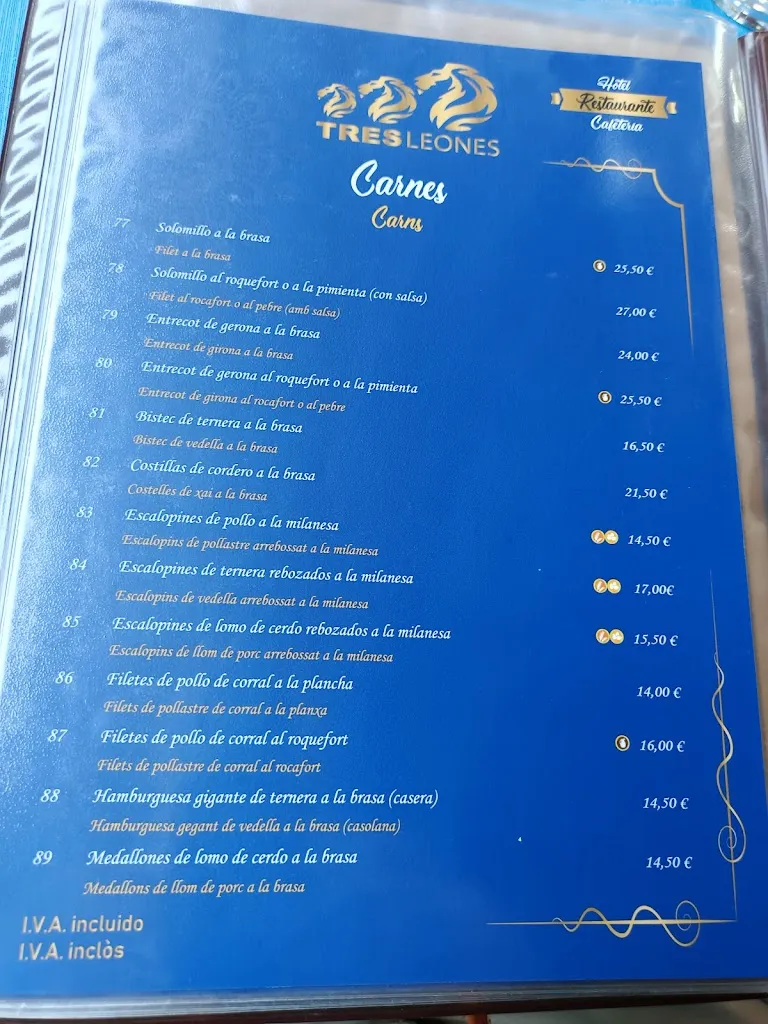 TRES LEONES
Hotel
Restaurante
Cafetería
Carnes
Carns
77 Solomillo a la brasa 25,50 €
Filet a la brasa
78 Solomillo al roquefort o a la pimienta (con salsa) 27,00 €
Filet al rocafort o al pebre (amb salsa)
79 Entrecot de gerona a la brasa 24,00 €
Entrecot de girona a la brasa
80 Entrecot de gerona al roquefort o a la pimienta 25,50 €
Entrecot de girona al rocafort o al pebre
81 Bistec de ternera a la brasa 16,50 €
Bistec de vedella a la brasa
82 Costillas de cordero a la brasa 21,50 €
Costelles de xai a la brasa
83 Escalopines de pollo a la milanesa 14,50 €
Escalopins de pollastre arrebossat a la milanesa
84 Escalopines de ternera rebozados a la milanesa 17,00€
Escalopins de vedella arrebossat a la milanesa
85 Escalopines de lomo de cerdo rebozados a la milanesa 15,50 €
Escalopins de llom de porc arrebossat a la milanesa
86 Filetes de pollo de corral a la plancha 14,00 €
Filets de pollastre de corral a la planxa
87 Filetes de pollo de corral al roquefort 16,00 €
Filets de pollastre de corral al rocafort
88 Hamburguesa gigante de ternera a la brasa (casera) 14,50 €
Hamburguesa gegant de vedella a la brasa (casolana)
89 Medallones de lomo de cerdo a la brasa 14,50 €
Medallons de llom de porc a la brasa
I.V.A. incluido
I.V.A. inclòs